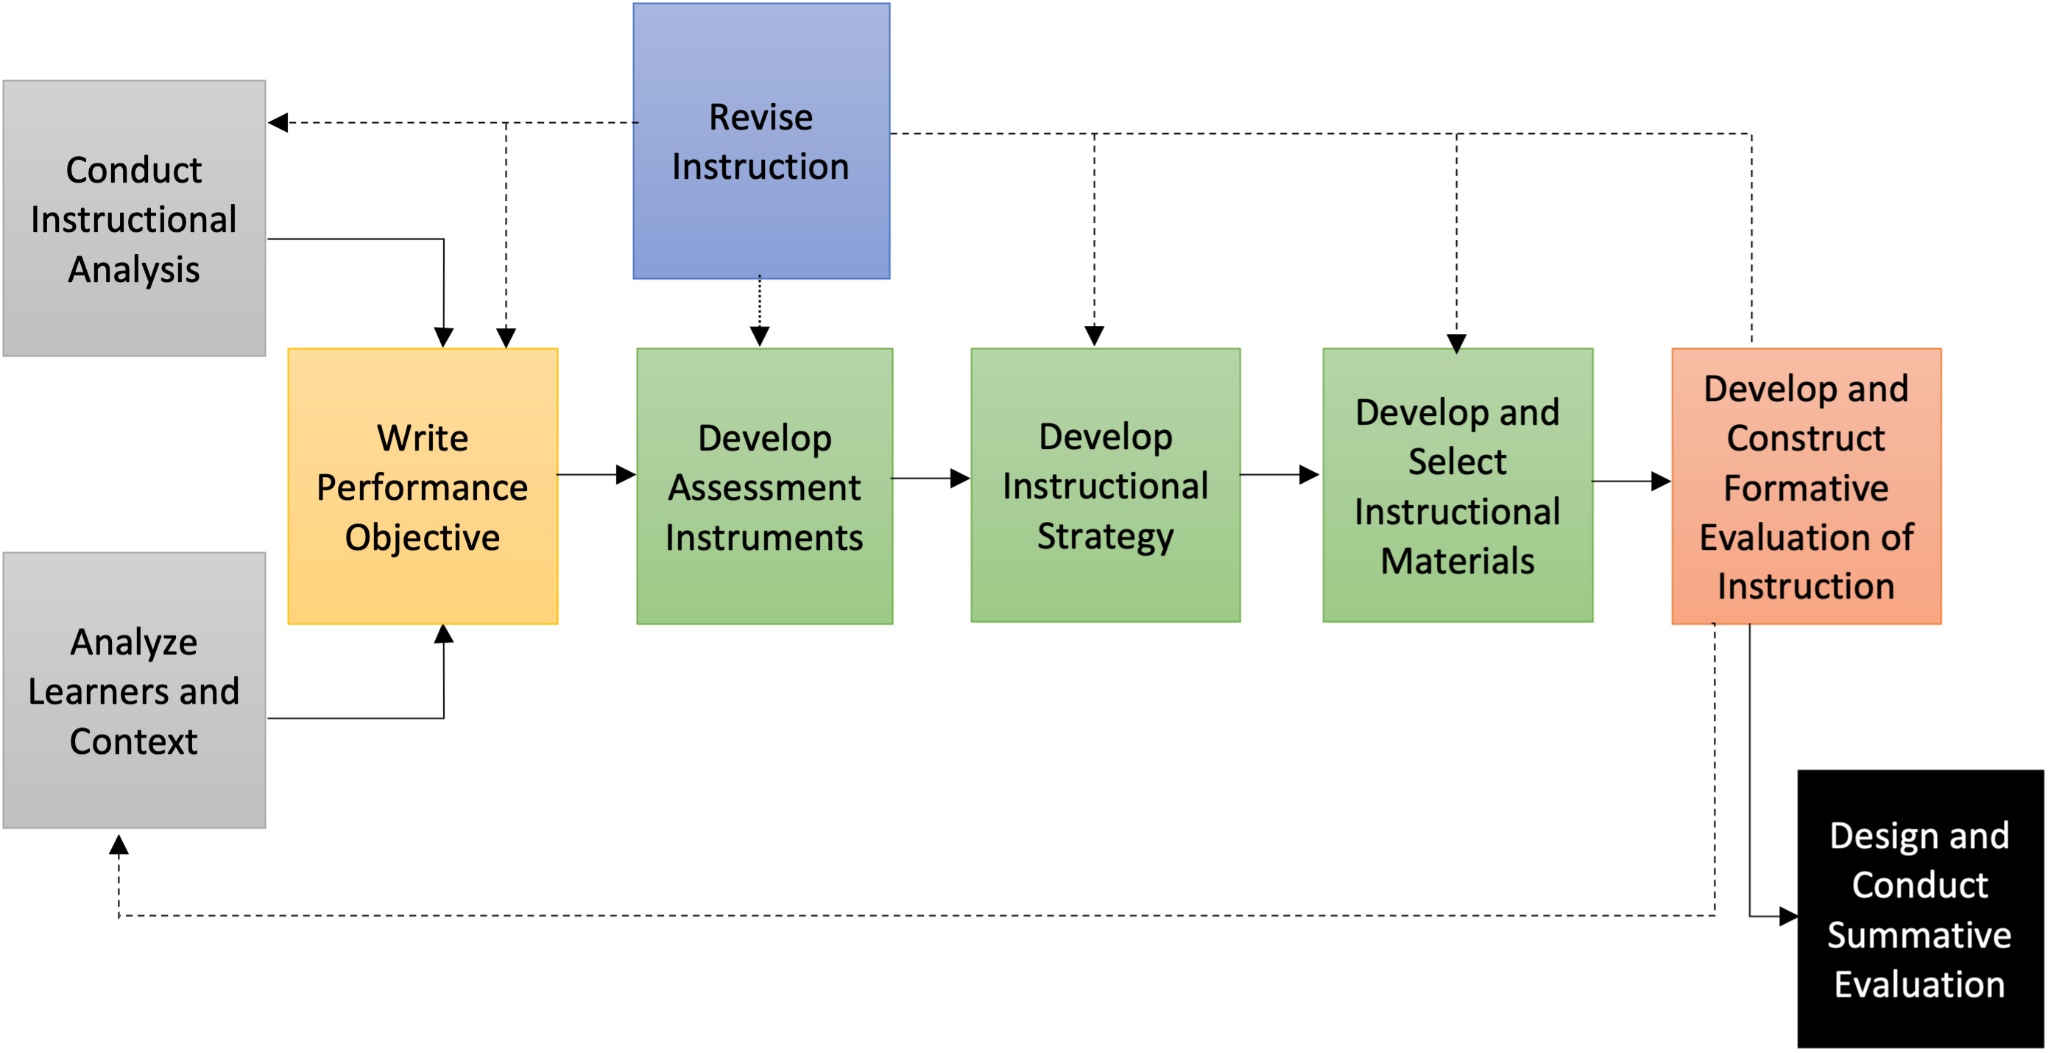 Revise
Instruction
Conduct
Instructional
Analysis
Write
Performance
Objective
Develop
Assessment
Instruments
Develop
Instructional
Strategy
Develop and
Select
Instructional
Materials
Develop and
Construct
Formative
Evaluation of
Instruction
Analyze
Learners and
Context
Design and
Conduct
Summative
Evaluation